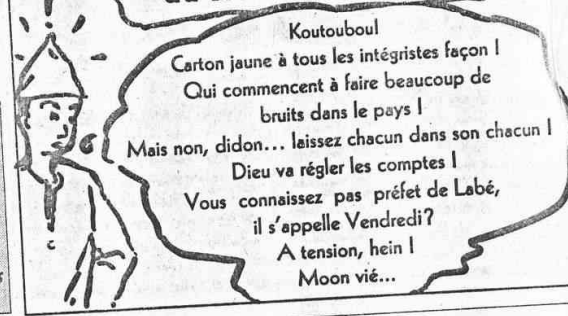 Koutouboul
Carton jaune à tous les intégristes façon !
Qui commencent à faire beaucoup de
bruits dans le pays !
Mais non, didon... laissez chacun dans son chacun !
Dieu va régler les comptes !
Vous connaissez pas préfet de Labé,
il s'appelle Vendredi?
A tension, hein !
Moon vié...